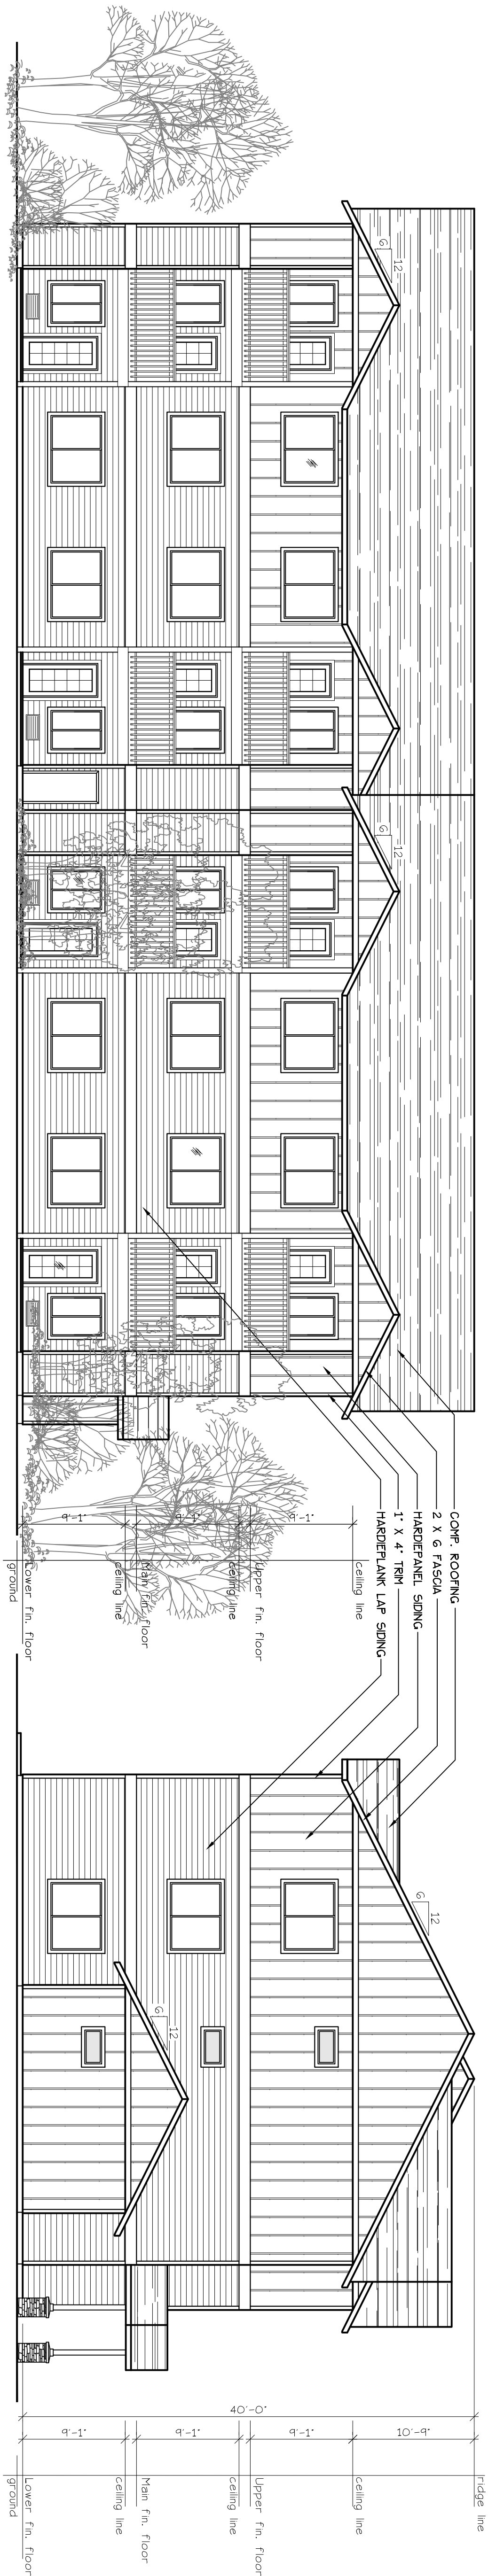 6
12
6
12
COMP. ROOFING
2 X 6 FASCIA
HARDIEPANEL SIDING
1" X 4" TRIM
HARDIEPLANK LAP SIDING
ceiling line
9'-1"
Upper fin. floor
ceiling line
9'-1"
Main fin. floor
ceiling line
9'-1"
Lower fin. floor
ground
6
12
6
12
ridge line
10'-9"
ceiling line
9'-1"
Upper fin. floor
ceiling line
9'-1"
Main fin. floor
ceiling line
9'-1"
Lower fin. floor
ground
40'-0"